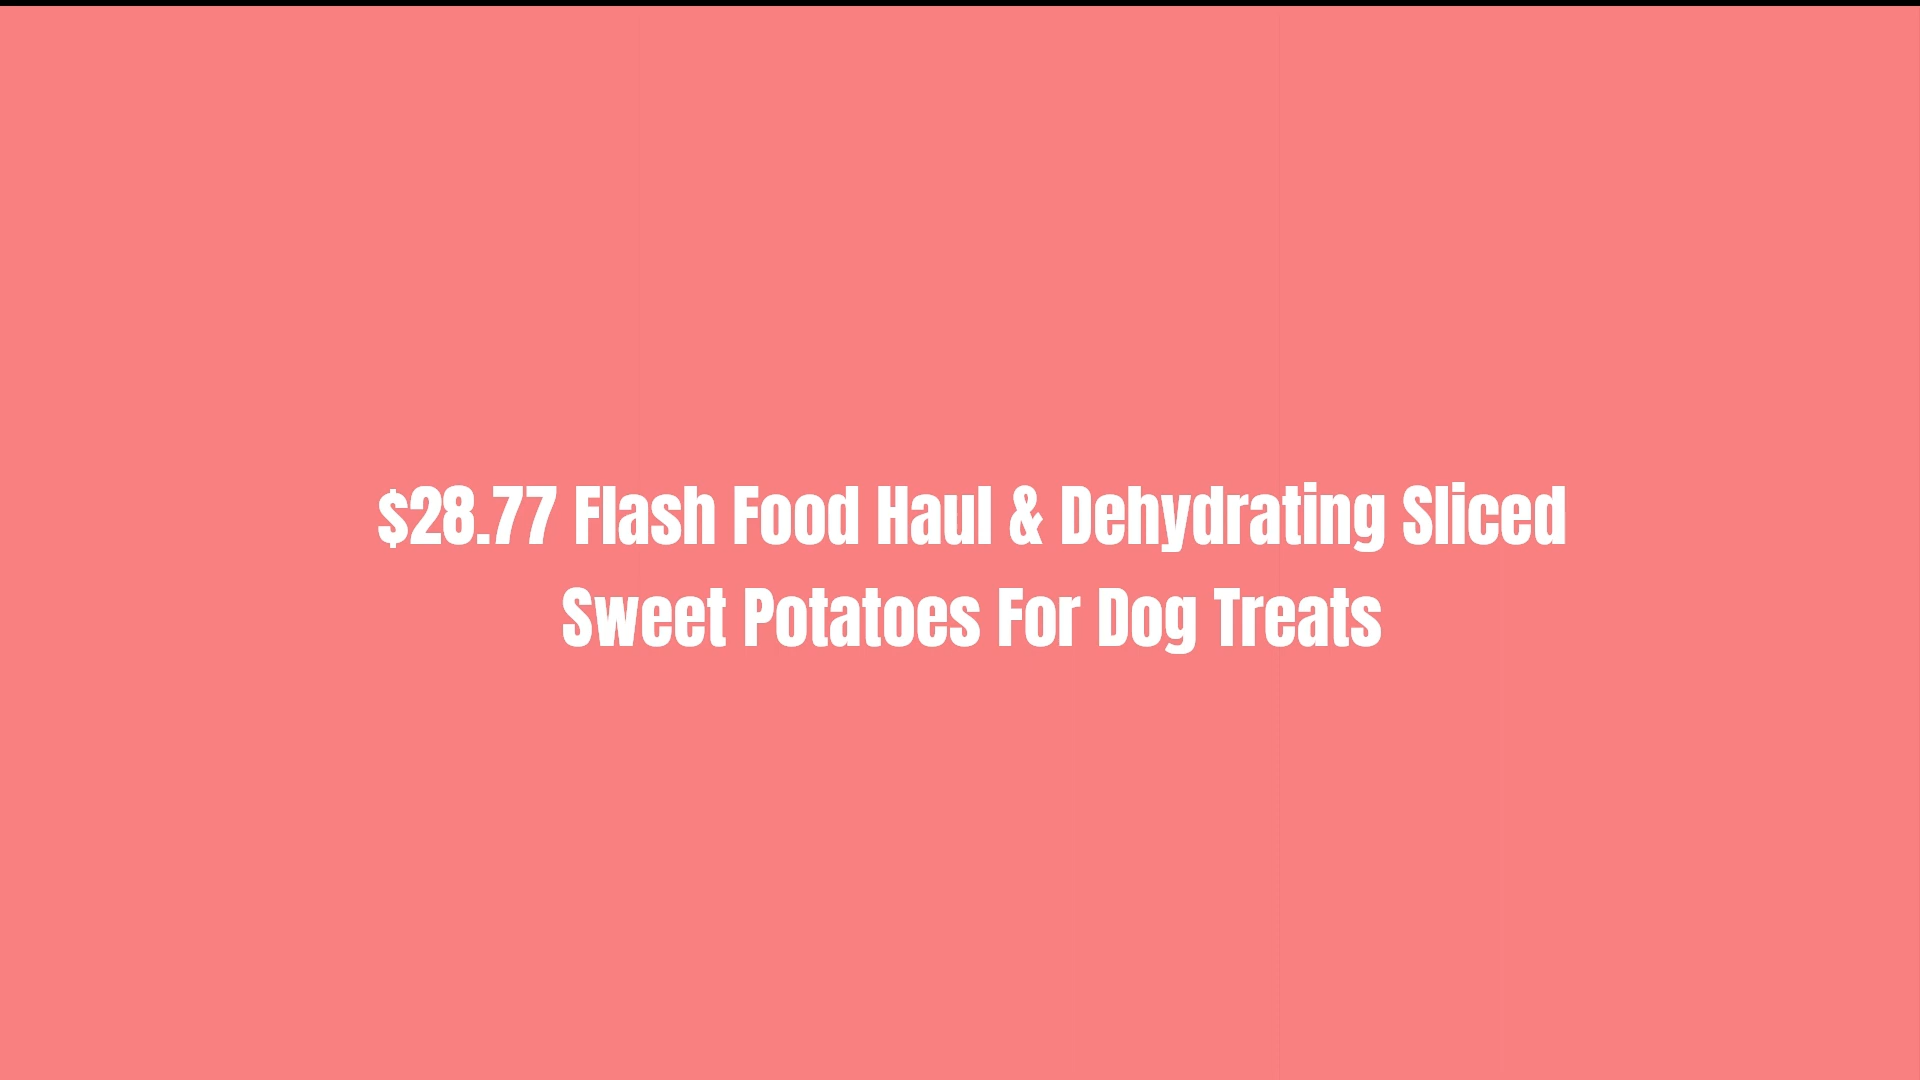 $28.77 Flash Food Haul & Dehydrating Sliced
Sweet Potatoes For Dog Treats